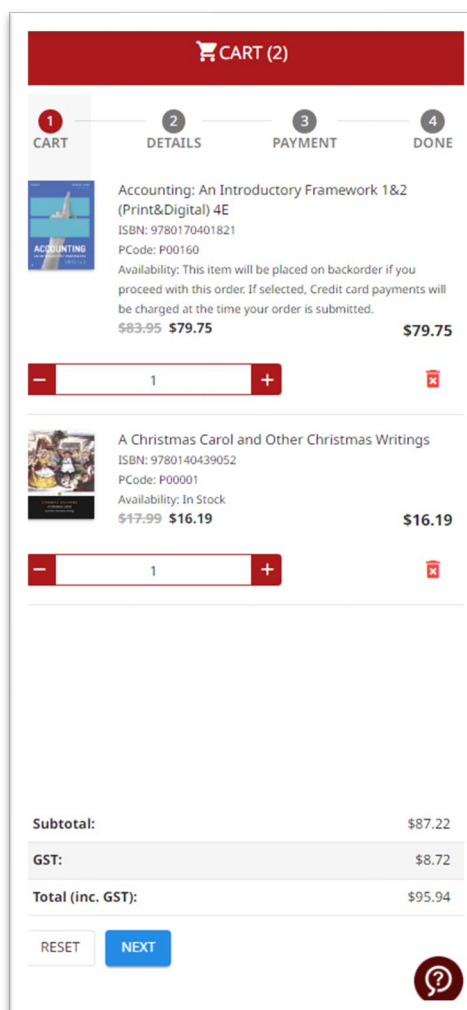 CART (2)
1 2 3 4
CART DETAILS PAYMENT DONE
ACCOUNTING
Accounting: An Introductory Framework 1&2
(Print&Digital) 4E
ISBN: 9780170401821
PCode: P00160
Availability: This item will be placed on backorder if you
proceed with this order. If selected, Credit card payments will
be charged at the time your order is submitted.
$83.95 $79.75 $79.75
− 1 +
A Christmas Carol and Other Christmas Writings
ISBN: 9780140439052
PCode: P00001
Availability: In Stock
$17.99 $16.19 $16.19
− 1 +
Subtotal: $87.22
GST: $8.72
Total (inc. GST): $95.94
RESET NEXT
?